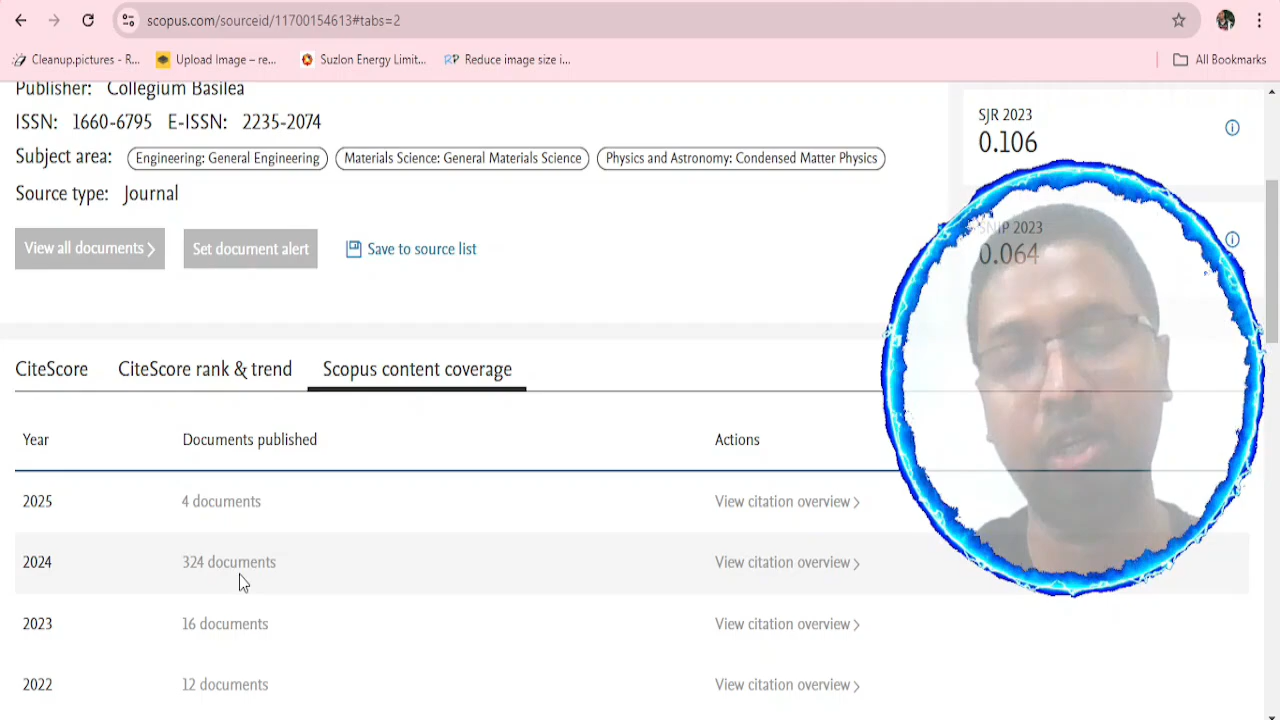 scopus.com/sourceid/11700154613#tabs=2
Cleanup.pictures - R... Upload Image – re... Suzlon Energy Limit... Reduce image size i... All Bookmarks
Publisher: Collegium Basilea
ISSN: 1660-6795 E-ISSN: 2235-2074
Subject area: Engineering: General Engineering Materials Science: General Materials Science Physics and Astronomy: Condensed Matter Physics
Source type: Journal
View all documents Set document alert Save to source list
SJR 2023
0.106
SNIP 2023
0.064
CiteScore CiteScore rank & trend Scopus content coverage
Year Documents published Actions
2025 4 documents View citation overview
2024 324 documents View citation overview
2023 16 documents View citation overview
2022 12 documents View citation overview